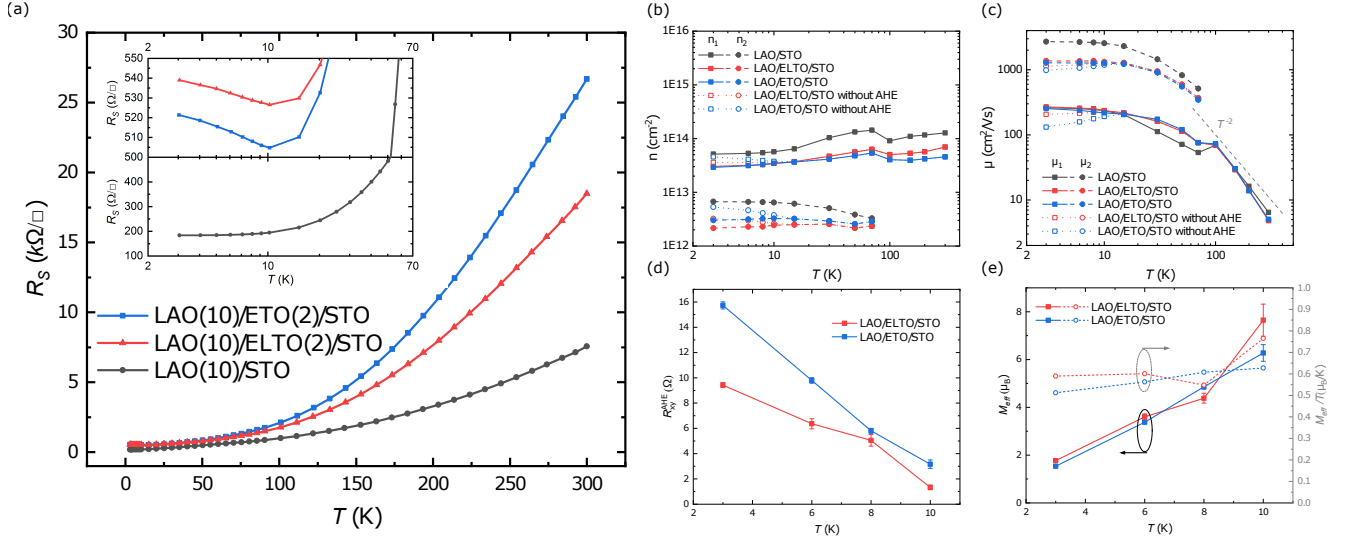 (a)
30
25
20
15
10
5
0
R_S (kΩ/□)
0
50
100
150
200
250
300
T (K)
LAO(10)/ETO(2)/STO
LAO(10)/ELTO(2)/STO
LAO(10)/STO
2
10
70
550
540
530
520
510
500
R_S (Ω/□)
500
400
300
200
100
R_S (Ω/□)
2
10
70
T (K)
(b)
1E16
1E15
1E14
1E13
1E12
n (cm⁻²)
n₁ n₂
LAO/STO
LAO/ELTO/STO
LAO/ETO/STO
LAO/ELTO/STO without AHE
LAO/ETO/STO without AHE
2
10
100
400
T (K)
(c)
1000
100
10
2
μ (cm²/Vs)
T⁻²
μ₁ μ₂
LAO/STO
LAO/ELTO/STO
LAO/ETO/STO
LAO/ELTO/STO without AHE
LAO/ETO/STO without AHE
2
10
100
500
T (K)
(d)
16
14
12
10
8
6
4
2
0
R_xy^AHE (Ω)
LAO/ELTO/STO
LAO/ETO/STO
4
6
8
10
T (K)
(e)
8
6
4
2
0
M_eff (μ_B)
LAO/ELTO/STO
LAO/ETO/STO
1.0
0.9
0.8
0.7
0.6
0.5
0.4
0.3
0.2
0.1
0.0
M_eff /T(μ_B/K)
4
6
8
10
T (K)